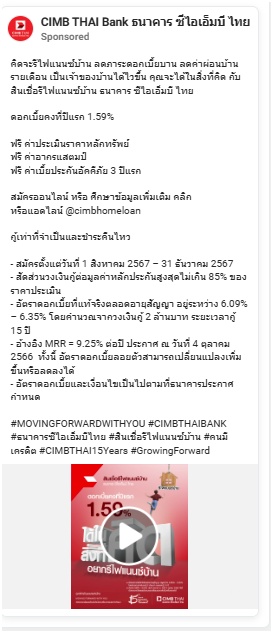 CIMB THAI Bank ธนาคาร ซีไอเอ็มบี ไทย
Sponsored
คิดจะรีไฟแนนซ์บ้าน ลดภาระดอกเบี้ยบาน ลดค่าผ่อนบ้าน
รายเดือน เป็นเจ้าของบ้านได้ไวขึ้น คุณจะได้ในสิ่งที่คิด กับ
สินเชื่อรีไฟแนนซ์บ้าน ธนาคาร ซีไอเอ็มบี ไทย
ดอกเบี้ยคงที่ปีแรก 1.59%
ฟรี ค่าประเมินราคาหลักทรัพย์
ฟรี ค่าอากรแสตมป์
ฟรี ค่าเบี้ยประกันอัคคีภัย 3 ปีแรก
สมัครออนไลน์ หรือ ศึกษาข้อมูลเพิ่มเติม คลิก
หรือแอดไลน์ @cimbhomeloan
กู้เท่าที่จำเป็นและชำระคืนไหว
- สมัครตั้งแต่วันที่ 1 สิงหาคม 2567 – 31 ธันวาคม 2567
- สัดส่วนวงเงินกู้ต่อมูลค่าหลักประกันสูงสุดไม่เกิน 85% ของ
ราคาประเมิน
- อัตราดอกเบี้ยที่แท้จริงตลอดอายุสัญญา อยู่ระหว่าง 6.09%
– 6.35% โดยคำนวณจากวงเงินกู้ 2 ล้านบาท ระยะเวลากู้
15 ปี
- อ้างอิง MRR = 9.25% ต่อปี ประกาศ ณ วันที่ 4 ตุลาคม
2566 ทั้งนี้ อัตราดอกเบี้ยลอยตัวสามารถเปลี่ยนแปลงเพิ่ม
ขึ้นหรือลดลงได้
- อัตราดอกเบี้ยและเงื่อนไขเป็นไปตามที่ธนาคารประกาศ
กำหนด
#MOVINGFORWARDWITHYOU #CIMBTHAIBANK
#ธนาคารซีไอเอ็มบีไทย #สินเชื่อรีไฟแนนซ์บ้าน #คนมี
เครดิต #CIMBTHAI15Years #GrowingForward
สินเชื่อรีไฟแนนซ์บ้าน
ดอกเบี้ยคงที่ปีแรก
1.59%
อยากรีไฟแนนซ์บ้าน
CIMB THAI